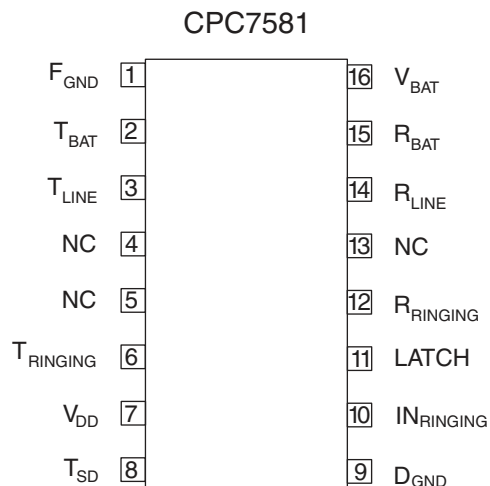 CPC7581
F_GND 1 16 V_BAT
T_BAT 2 15 R_BAT
T_LINE 3 14 R_LINE
NC 4 13 NC
NC 5 12 R_RINGING
T_RINGING 6 11 LATCH
V_DD 7 10 IN_RINGING
T_SD 8 9 D_GND